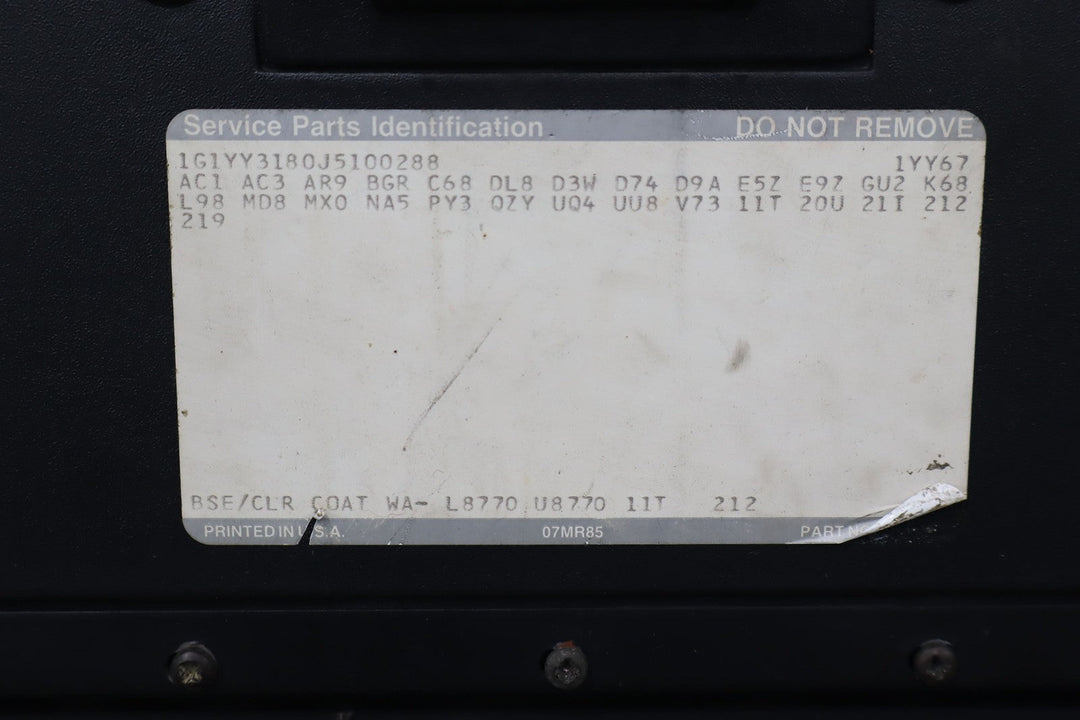 Service Parts Identification DO NOT REMOVE
1G1YY3180J5100288 1YY67
AC1 AC3 AR9 BGR C68 DL8 D3W D74 D9A E5Z E9Z GU2 K68
L98 MD8 MX0 NA5 PY3 QZY UQ4 UU8 V73 11T 20U 21I 212
219
BSE/CLR COAT WA- L8770 U8770 11T 212
PRINTED IN U.S.A. 07MR85 PART